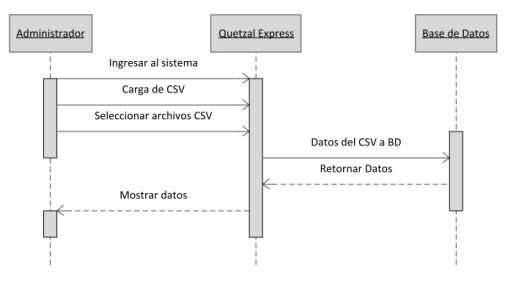 Administrador
Quetzal Express
Base de Datos
Ingresar al sistema
Carga de CSV
Seleccionar archivos CSV
Datos del CSV a BD
Retornar Datos
Mostrar datos